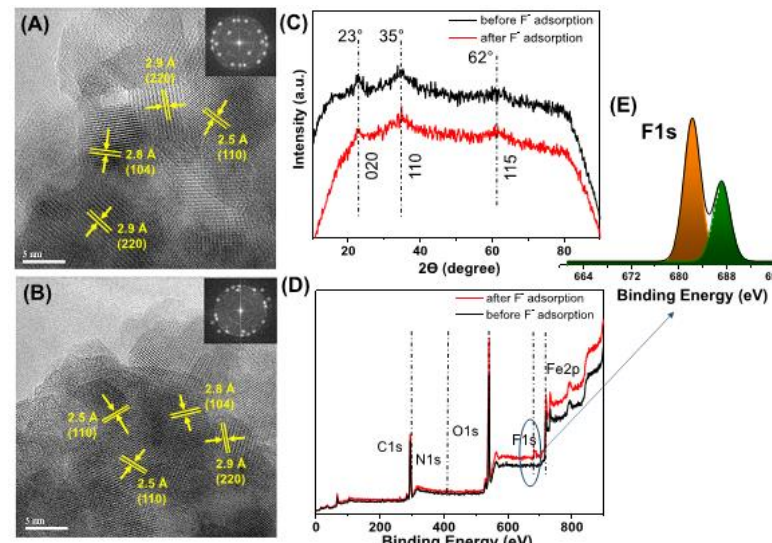 (A)
2.9 Å
(220)
2.5 Å
(110)
2.8 Å
(104)
2.9 Å
(220)
5 nm
(B)
2.8 Å
(104)
2.5 Å
(110)
2.9 Å
(220)
2.5 Å
(110)
5 nm
(C)
before F⁻ adsorption
after F⁻ adsorption
23° 35° 62°
Intensity (a.u.)
020 110 115
20 40 60 80
2Θ (degree)
(D)
after F⁻ adsorption
before F⁻ adsorption
Fe2p
O1s
F1s
C1s
N1s
0 200 400 600 800
Binding Energy (eV)
(E)
F1s
664 672 680 688
Binding Energy (eV)